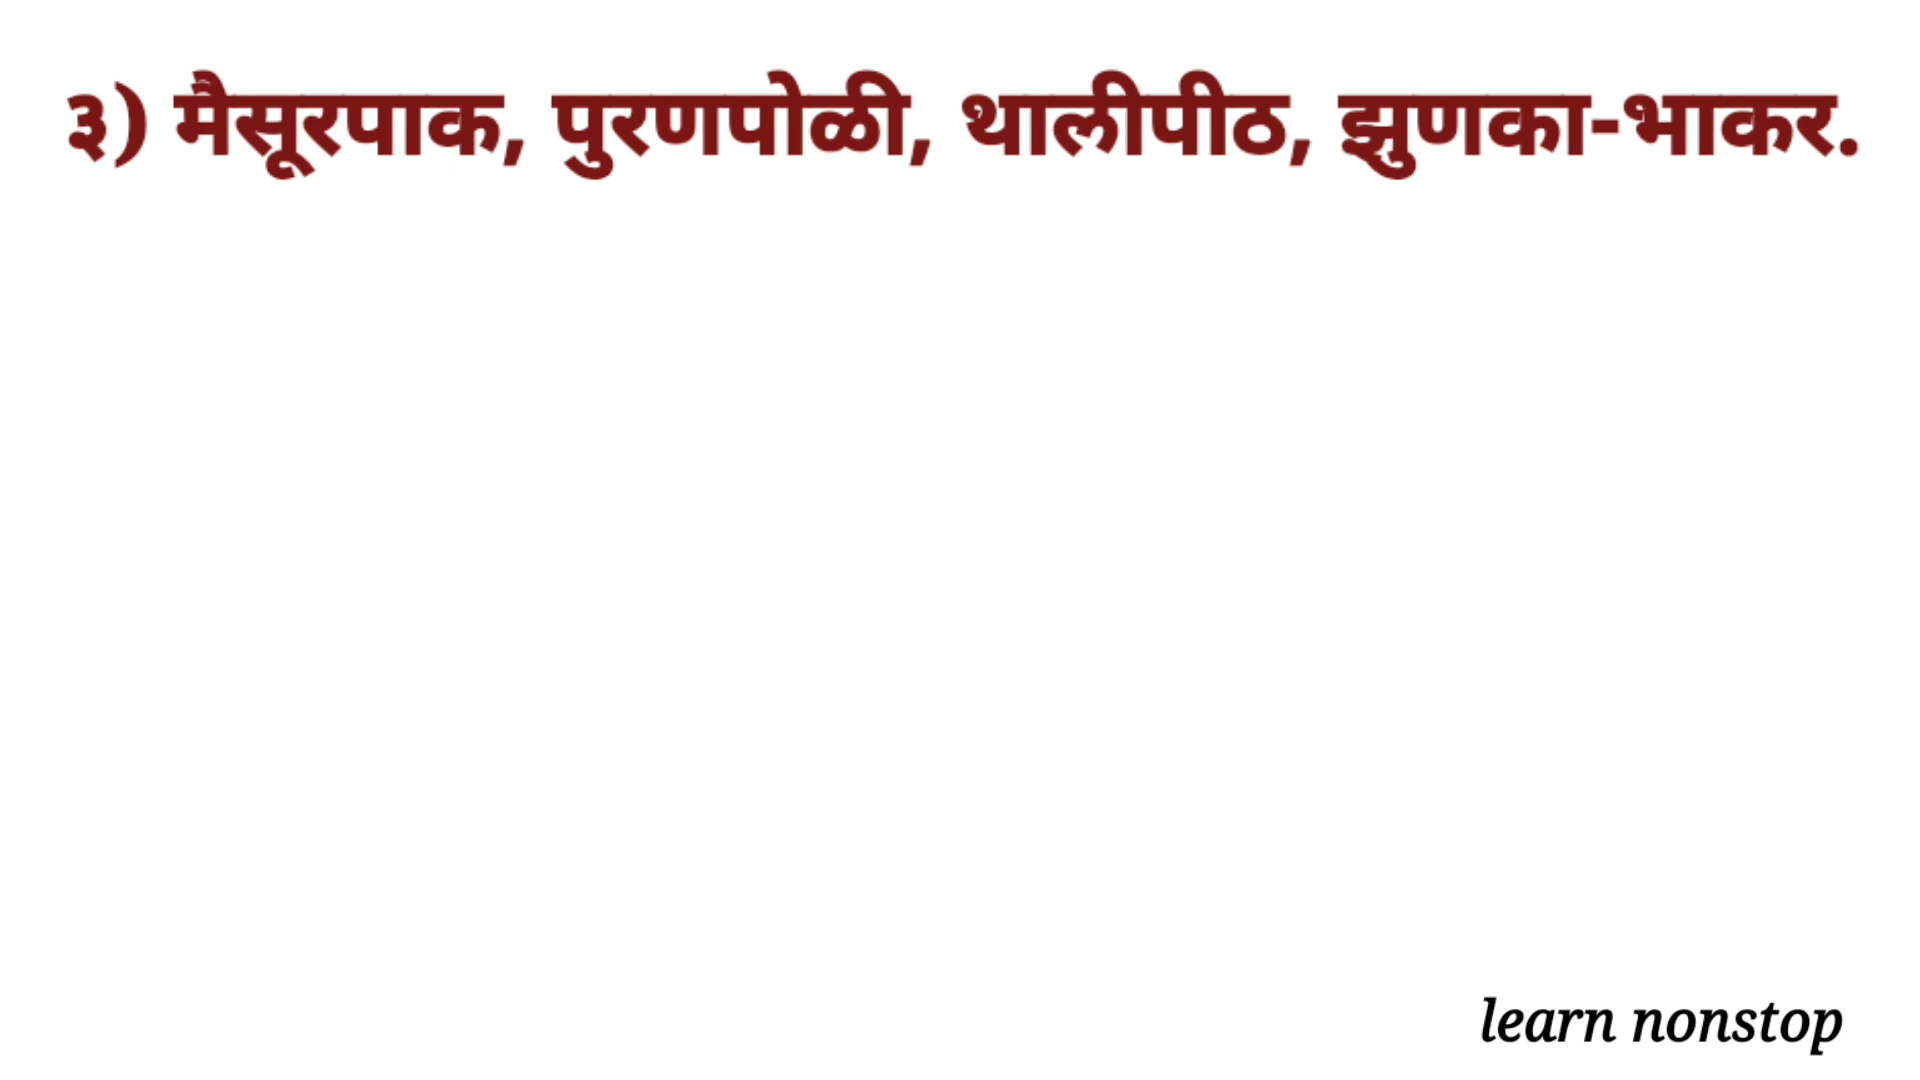 ३) मैसूरपाक, पुरणपोळी, थालीपीठ, झुणका-भाकर.
learn nonstop